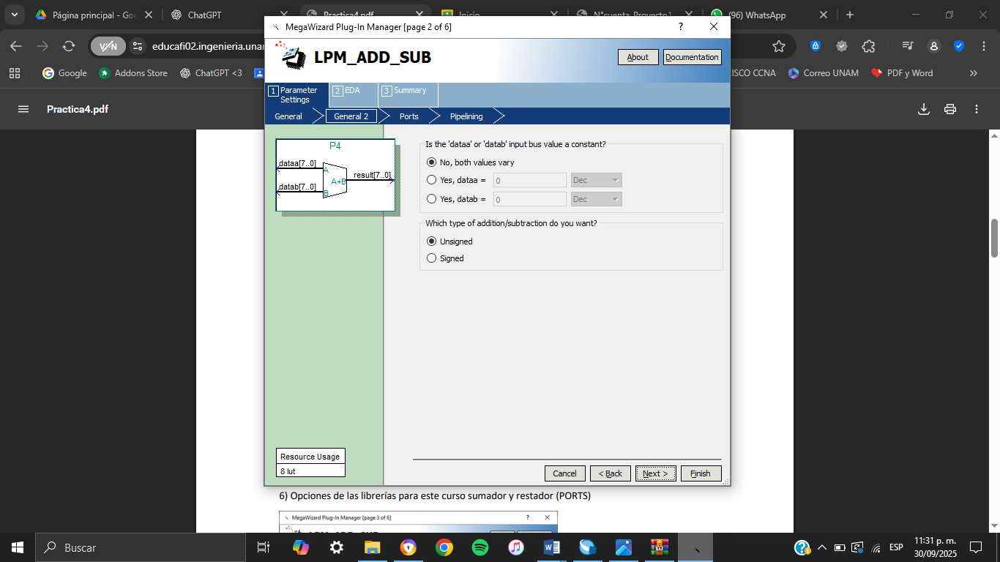 Página principal - Go
ChatGPT
Practica4.pdf
Inicio
N°cuenta_Proyecto1
(96) WhatsApp
MegaWizard Plug-In Manager [page 2 of 6]
?
educafi02.ingenieria.unam
Google
Addons Store
ChatGPT <3
CISCO CCNA
Correo UNAM
PDF y Word
LPM_ADD_SUB
About
Documentation
1 Parameter Settings
2 EDA
3 Summary
General
General 2
Ports
Pipelining
Practica4.pdf
P4
dataa[7..0]
A
A+B
result[7..0]
datab[7..0]
B
Is the 'dataa' or 'datab' input bus value a constant?
No, both values vary
Yes, dataa = 0 Dec
Yes, datab = 0 Dec
Which type of addition/subtraction do you want?
Unsigned
Signed
Resource Usage
8 lut
Cancel
< Back
Next >
Finish
6) Opciones de las librerías para este curso sumador y restador (PORTS)
MegaWizard Plug-In Manager [page 3 of 6]
?
Buscar
ESP
11:31 p. m.
30/09/2025